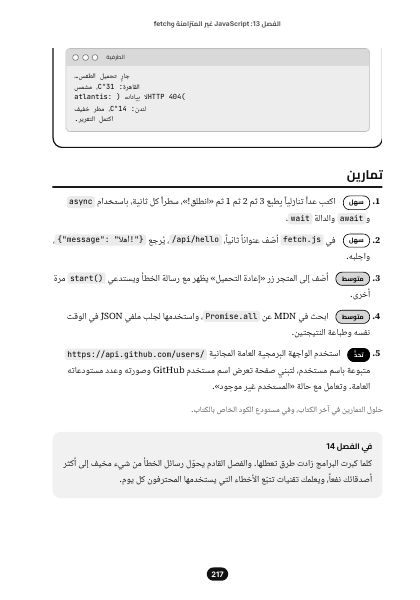 الفصل 13: JavaScript غير المتزامنة وfetch
الطرفية
جارٍ تحميل الطقس…
القاهرة: 31°C، مشمس
atlantis: لا بيانات (HTTP 404)
لندن: 14°C، مطر خفيف
اكتمل التقرير.
تمارين
1. سهل اكتب عدّاً تنازلياً يطبع 3 ثم 2 ثم 1 ثم «انطلق!»، سطراً كل ثانية، باستخدام async
و await والدالة wait.
2. سهل في fetch.js أضف عنواناً ثانياً، /api/hello، يُرجع {"message": "أهلاً!"}،
واجلبه.
3. متوسط أضف إلى المتجر زر «إعادة التحميل» يظهر مع رسالة الخطأ ويستدعي start() مرة
أخرى.
4. متوسط ابحث في MDN عن Promise.all، واستخدمها لجلب ملفي JSON في الوقت
نفسه وطباعة النتيجتين.
5. تحدٍّ استخدم الواجهة البرمجية العامة المجانية https://api.github.com/users/
متبوعة باسم مستخدم، لتبني صفحة تعرض اسم مستخدم GitHub وصورته وعدد مستودعاته
العامة. وتعامل مع حالة «المستخدم غير موجود».
حلول التمارين في آخر الكتاب، وفي مستودع الكود الخاص بالكتاب.
في الفصل 14
كلما كبرت البرامج زادت طرق تعطلها. والفصل القادم يحوّل رسائل الخطأ من شيء مخيف إلى أكثر
أصدقائك نفعاً، ويعلمك تقنيات تتبّع الأخطاء التي يستخدمها المحترفون كل يوم.
217